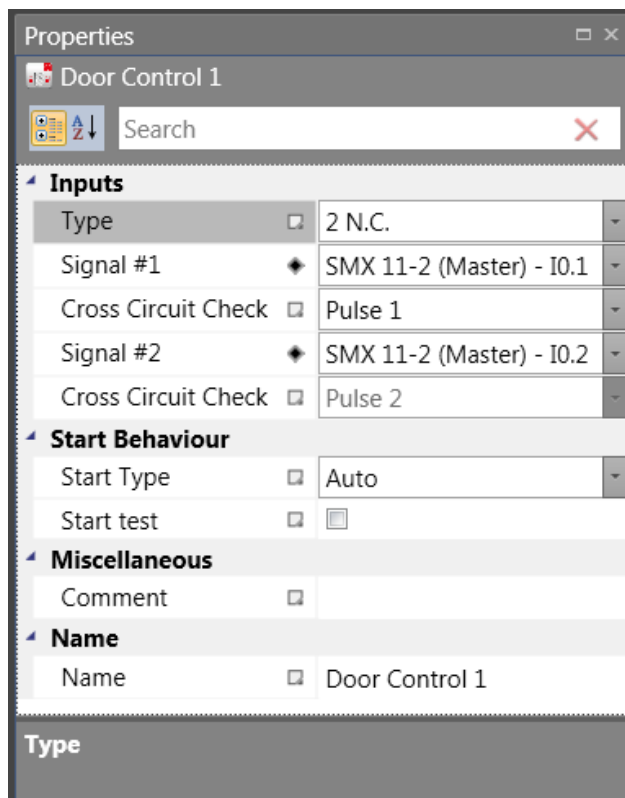 Properties
Door Control 1
A Z Search
Inputs
Type 2 N.C.
Signal #1 SMX 11-2 (Master) - I0.1
Cross Circuit Check Pulse 1
Signal #2 SMX 11-2 (Master) - I0.2
Cross Circuit Check Pulse 2
Start Behaviour
Start Type Auto
Start test
Miscellaneous
Comment
Name
Name Door Control 1
Type